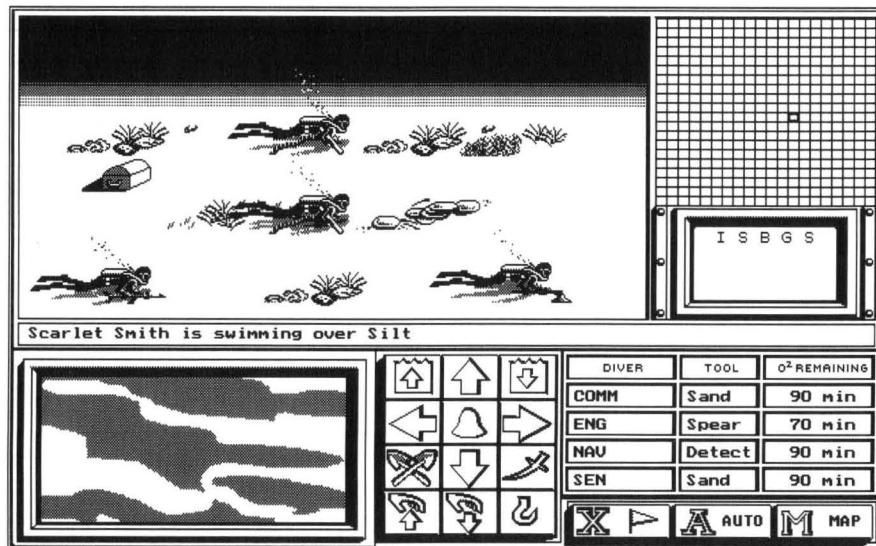 I S B G S
Scarlet Smith is swimming over Silt
DIVER TOOL O² REMAINING
COMM Sand 90 min
ENG Spear 70 min
NAV Detect 90 min
SEN Sand 90 min
X A AUTO M MAP